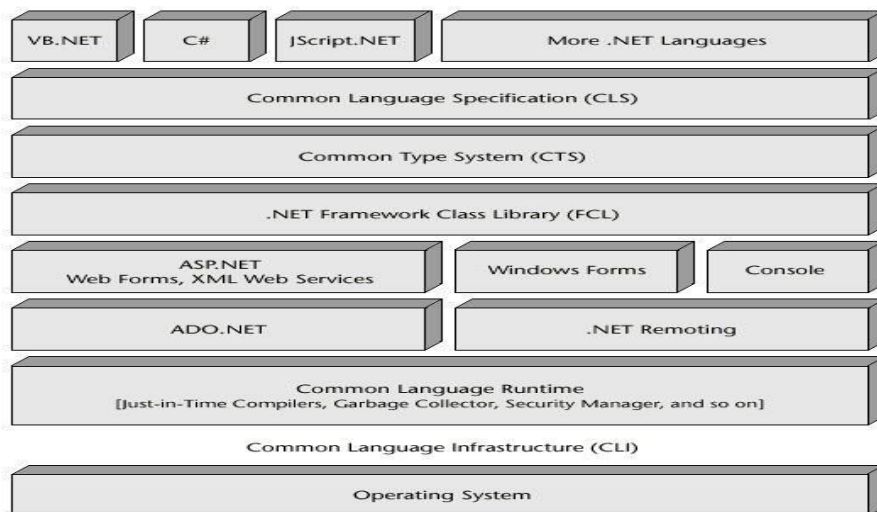 VB.NET
C#
JScript.NET
More .NET Languages
Common Language Specification (CLS)
Common Type System (CTS)
.NET Framework Class Library (FCL)
ASP.NET
Web Forms, XML Web Services
Windows Forms
Console
ADO.NET
.NET Remoting
Common Language Runtime
[Just-in-Time Compilers, Garbage Collector, Security Manager, and so on]
Common Language Infrastructure (CLI)
Operating System